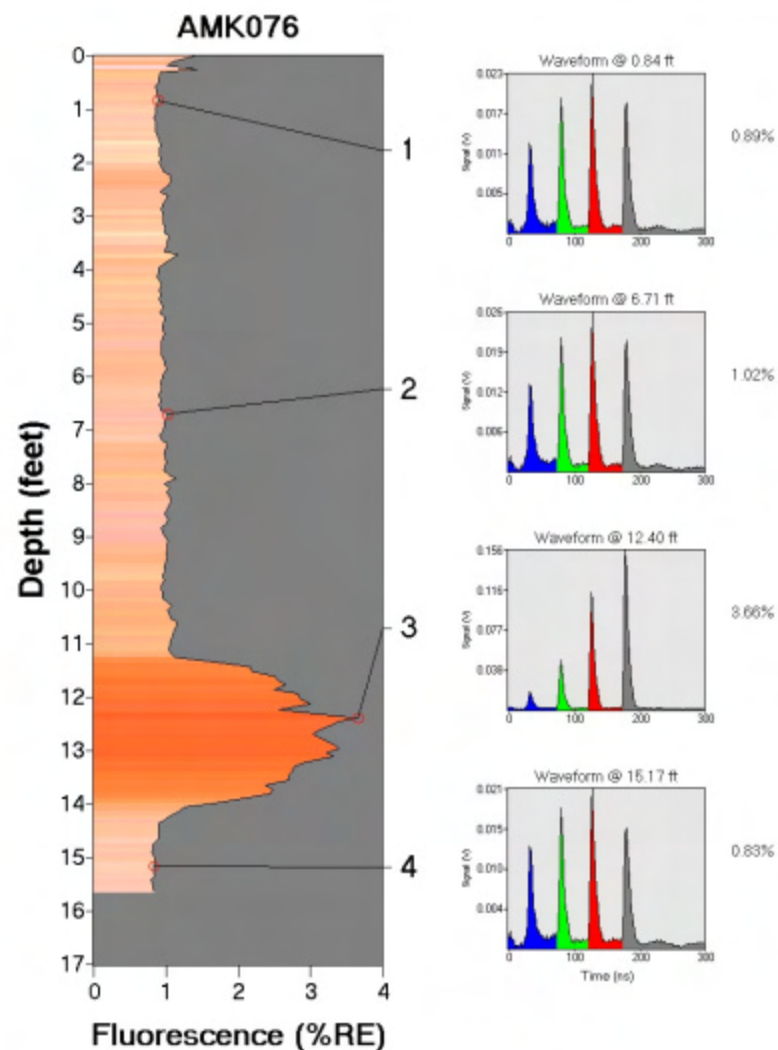 AMK076
0
1
2
3
4
5
6
7
8
9
10
11
12
13
14
15
16
17
Depth (feet)
0 1 2 3 4
Fluorescence (%RE)
1
2
3
4
Waveform @ 0.84 ft
0.023
0.017
0.011
0.005
Signal (V)
0 100 200 300
0.89%
Waveform @ 6.71 ft
0.026
0.019
0.012
0.006
Signal (V)
0 100 200 300
1.02%
Waveform @ 12.40 ft
0.156
0.116
0.077
0.038
Signal (V)
0 100 200 300
3.66%
Waveform @ 15.17 ft
0.021
0.015
0.010
0.004
Signal (V)
0 100 200 300
Time (ns)
0.83%